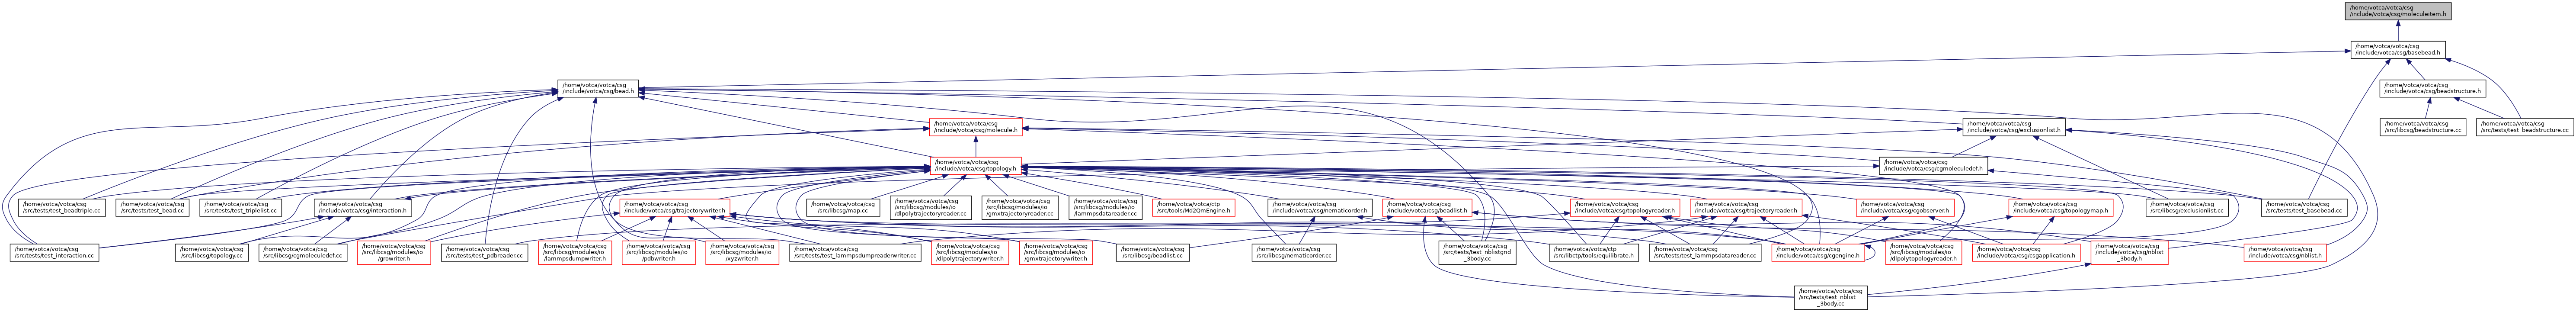 /home/votca/votca/csg
/include/votca/csg/moleculeitem.h
/home/votca/votca/csg
/include/votca/csg/basebead.h
/home/votca/votca/csg
/include/votca/csg/bead.h
/home/votca/votca/csg
/include/votca/csg/beadstructure.h
/home/votca/votca/csg
/include/votca/csg/molecule.h
/home/votca/votca/csg
/include/votca/csg/exclusionlist.h
/home/votca/votca/csg
/src/libcsg/beadstructure.cc
/home/votca/votca/csg
/src/tests/test_beadstructure.cc
/home/votca/votca/csg
/include/votca/csg/topology.h
/home/votca/votca/csg
/include/votca/csg/cgmoleculedef.h
/home/votca/votca/csg
/src/tests/test_beadtriple.cc
/home/votca/votca/csg
/src/tests/test_bead.cc
/home/votca/votca/csg
/src/tests/test_triplelist.cc
/home/votca/votca/csg
/include/votca/csg/interaction.h
/home/votca/votca/csg
/include/votca/csg/trajectorywriter.h
/home/votca/votca/csg
/src/libcsg/map.cc
/home/votca/votca/csg
/src/libcsg/modules/io
/dlpolytrajectoryreader.cc
/home/votca/votca/csg
/src/libcsg/modules/io
/gmxtrajectoryreader.cc
/home/votca/votca/csg
/src/libcsg/modules/io
/lammpsdatareader.cc
/home/votca/votca/ctp
/src/tools/Md2QmEngine.h
/home/votca/votca/csg
/include/votca/csg/nematicorder.h
/home/votca/votca/csg
/include/votca/csg/beadlist.h
/home/votca/votca/csg
/include/votca/csg/topologyreader.h
/home/votca/votca/csg
/include/votca/csg/trajectoryreader.h
/home/votca/votca/csg
/include/votca/csg/cgobserver.h
/home/votca/votca/csg
/include/votca/csg/topologymap.h
/home/votca/votca/csg
/src/libcsg/exclusionlist.cc
/home/votca/votca/csg
/src/tests/test_basebead.cc
/home/votca/votca/csg
/src/tests/test_interaction.cc
/home/votca/votca/csg
/src/libcsg/topology.cc
/home/votca/votca/csg
/src/libcsg/cgmoleculedef.cc
/home/votca/votca/csg
/src/libcsg/modules/io
/growriter.h
/home/votca/votca/csg
/src/tests/test_pdbreader.cc
/home/votca/votca/csg
/src/libcsg/modules/io
/lammpsdumpwriter.h
/home/votca/votca/csg
/src/libcsg/modules/io
/pdbwriter.h
/home/votca/votca/csg
/src/libcsg/modules/io
/xyzwriter.h
/home/votca/votca/csg
/src/tests/test_lammpsdumpreaderwriter.cc
/home/votca/votca/csg
/src/libcsg/modules/io
/dlpolytrajectorywriter.h
/home/votca/votca/csg
/src/libcsg/modules/io
/gmxtrajectorywriter.h
/home/votca/votca/csg
/src/libcsg/beadlist.cc
/home/votca/votca/csg
/src/libcsg/nematicorder.cc
/home/votca/votca/csg
/src/tests/test_nblistgrid
_3body.cc
/home/votca/votca/ctp
/src/libctp/tools/equilibrate.h
/home/votca/votca/csg
/src/tests/test_lammpsdatareader.cc
/home/votca/votca/csg
/include/votca/csg/cgengine.h
/home/votca/votca/csg
/src/libcsg/modules/io
/dlpolytopologyreader.h
/home/votca/votca/csg
/include/votca/csg/csgapplication.h
/home/votca/votca/csg
/include/votca/csg/nblist
_3body.h
/home/votca/votca/csg
/include/votca/csg/nblist.h
/home/votca/votca/csg
/src/tests/test_nblist
_3body.cc